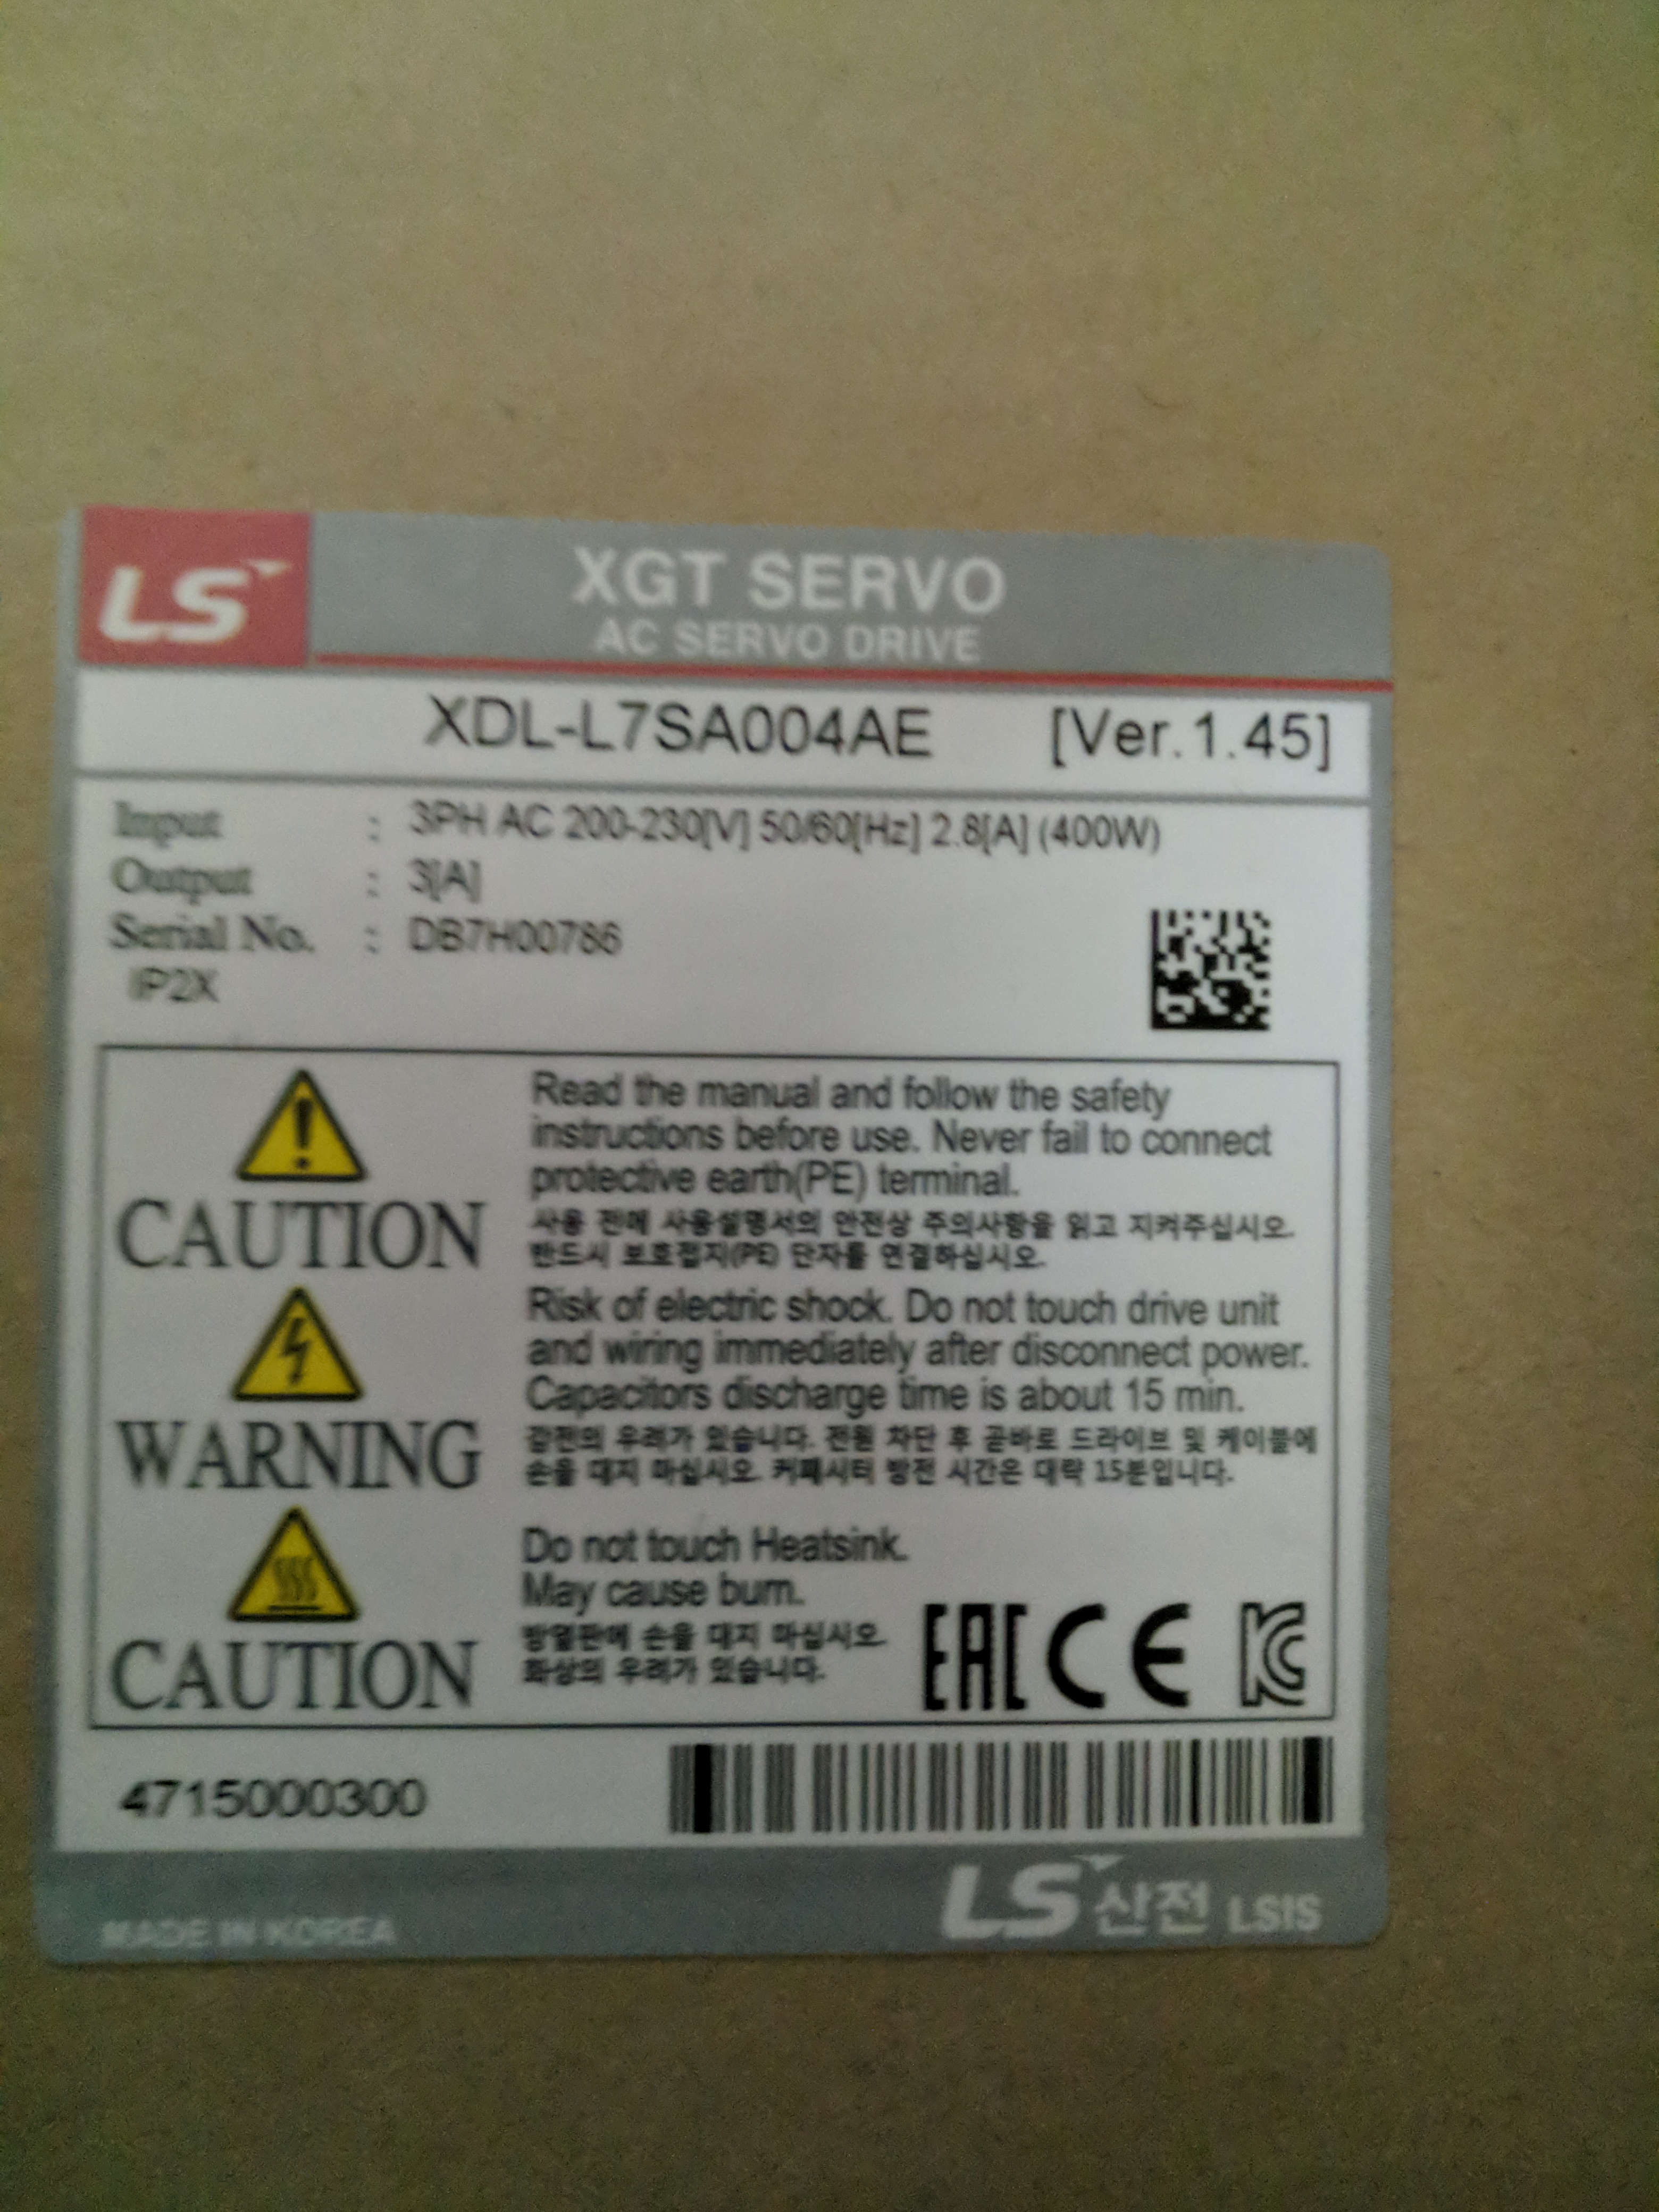 LS
XGT SERVO
AC SERVO DRIVE
XDL-L7SA004AE [Ver.1.45]
Input : 3PH AC 200-230[V] 50/60[Hz] 2.8[A] (400W)
Output : 3[A]
Serial No. : DB7H00786
IP2X
CAUTION
Read the manual and follow the safety
instructions before use. Never fail to connect
protective earth(PE) terminal.
사용 전에 사용설명서의 안전상 주의사항을 읽고 지켜주십시오.
반드시 보호접지(PE) 단자를 연결하십시오.
WARNING
Risk of electric shock. Do not touch drive unit
and wiring immediately after disconnect power.
Capacitors discharge time is about 15 min.
감전의 우려가 있습니다. 전원 차단 후 곧바로 드라이브 및 케이블에
손을 대지 마십시오. 커패시터 방전 시간은 대략 15분입니다.
CAUTION
Do not touch Heatsink.
May cause burn.
방열판에 손을 대지 마십시오.
화상의 우려가 있습니다.
EAC CE KC
4715000300
MADE IN KOREA
LS산전 LSIS